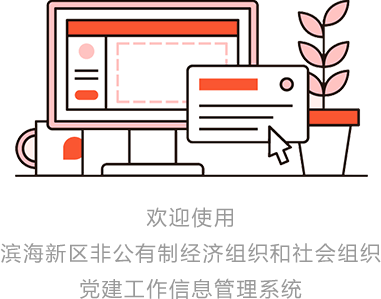 欢迎使用
滨海新区非公有制经济组织和社会组织
党建工作信息管理系统